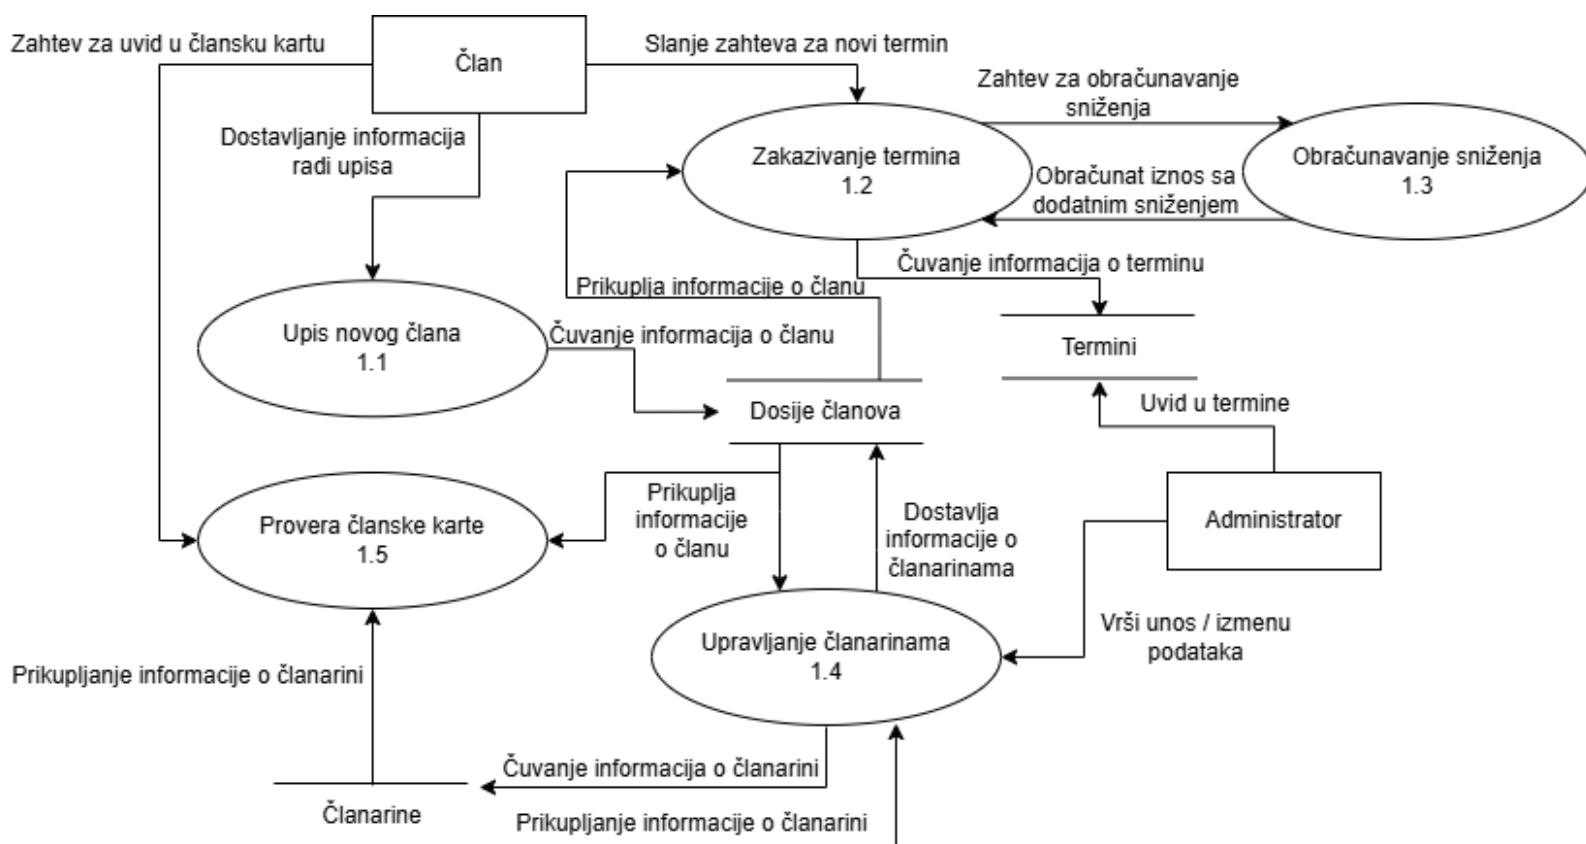 Zahtev za uvid u člansku kartu
Član
Slanje zahteva za novi termin
Zahtev za obračunavanje
sniženja
Dostavljanje informacija
radi upisa
Zakazivanje termina
1.2
Obračunavanje sniženja
1.3
Obračunat iznos sa
dodatnim sniženjem
Čuvanje informacija o terminu
Prikuplja informacije o članu
Upis novog člana
1.1
Čuvanje informacija o članu
Termini
Dosije članova
Uvid u termine
Prikuplja
informacije
o članu
Dostavlja
informacije o
članarinama
Administrator
Provera članske karte
1.5
Vrši unos / izmenu
podataka
Upravljanje članarinama
1.4
Prikupljanje informacije o članarini
Čuvanje informacija o članarini
Članarine
Prikupljanje informacije o članarini